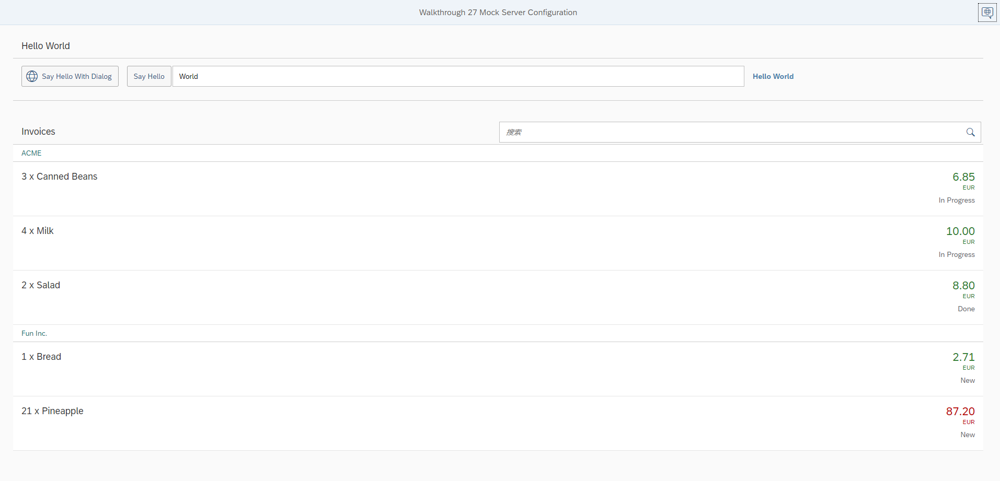 Walkthrough 27 Mock Server Configuration
Hello World
Say Hello With Dialog
Say Hello
World
Hello World
Invoices
搜索
ACME
3 x Canned Beans
6.85
EUR
In Progress
4 x Milk
10.00
EUR
In Progress
2 x Salad
8.80
EUR
Done
Fun Inc.
1 x Bread
2.71
EUR
New
21 x Pineapple
87.20
EUR
New